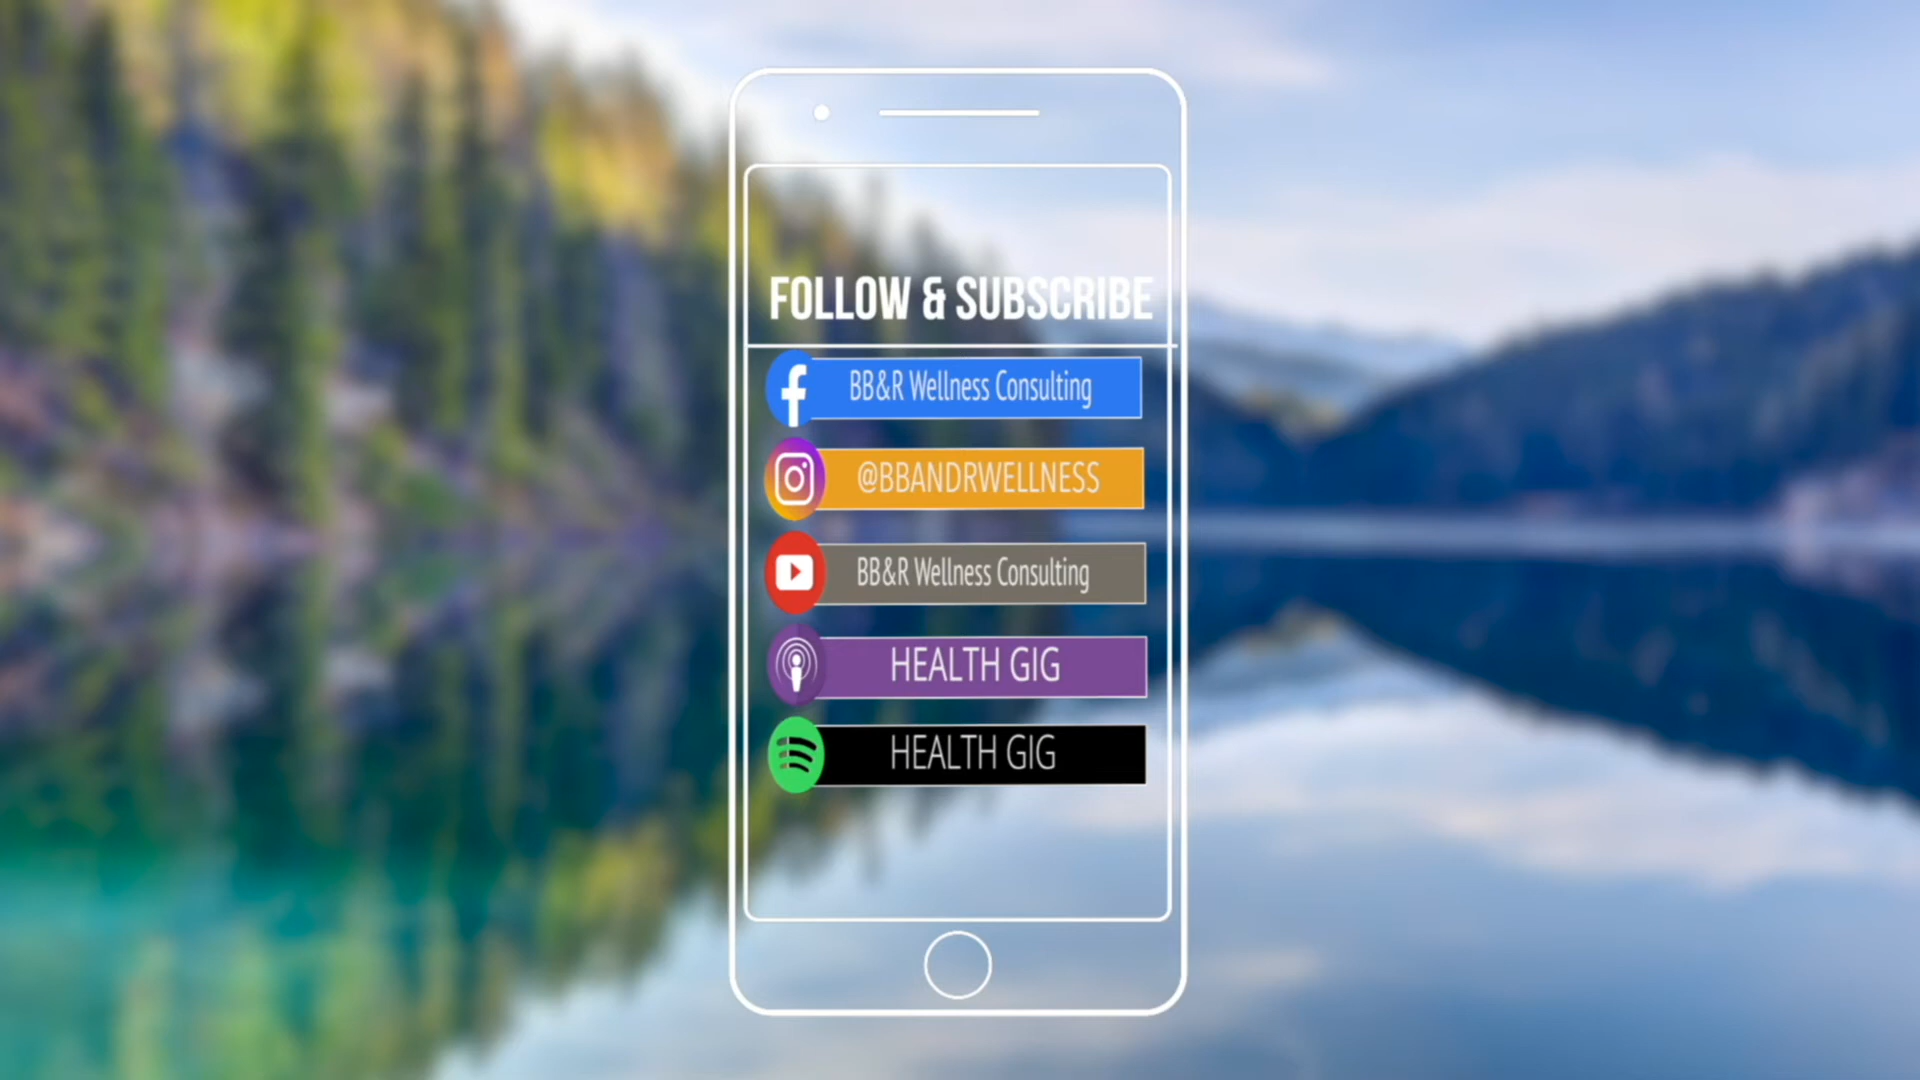 FOLLOW & SUBSCRIBE
BB&R Wellness Consulting
@BBANDRWELLNESS
BB&R Wellness Consulting
HEALTH GIG
HEALTH GIG